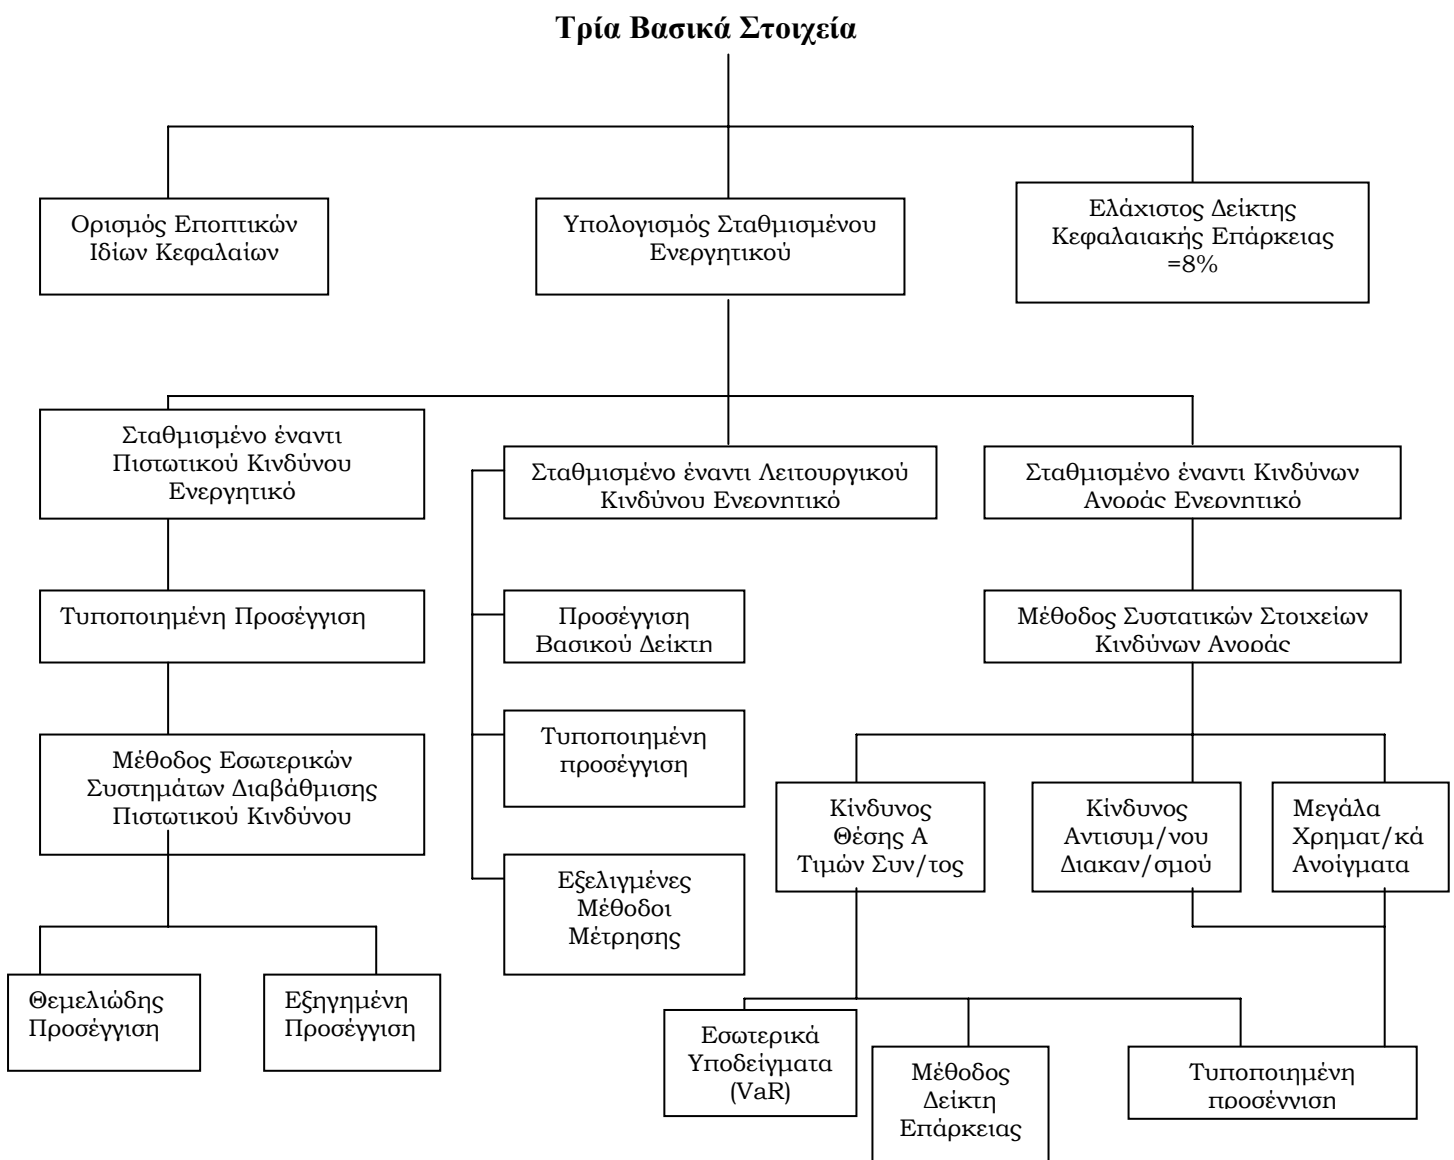 Τρία Βασικά Στοιχεία
Ορισμός Εποπτικών
Ιδίων Κεφαλαίων
Υπολογισμός Σταθμισμένου
Ενεργητικού
Ελάχιστος Δείκτης
Κεφαλαιακής Επάρκειας
=8%
Σταθμισμένο έναντι
Πιστωτικού Κινδύνου
Ενεργητικό
Σταθμισμένο έναντι Λειτουργικού
Κινδύνου Ενεργητικό
Σταθμισμένο έναντι Κινδύνων
Αγοράς Ενεργητικό
Τυποποιημένη Προσέγγιση
Προσέγγιση
Βασικού Δείκτη
Μέθοδος Συστατικών Στοιχείων
Κινδύνων Αγοράς
Μέθοδος Εσωτερικών
Συστημάτων Διαβάθμισης
Πιστωτικού Κινδύνου
Τυποποιημένη
προσέγγιση
Κίνδυνος
Θέσης Α
Τιμών Συν/τος
Κίνδυνος
Αντισυμ/νου
Διακαν/σμού
Μεγάλα
Χρηματ/κά
Ανοίγματα
Εξελιγμένες
Μέθοδοι
Μέτρησης
Θεμελιώδης
Προσέγγιση
Εξηγημένη
Προσέγγιση
Εσωτερικά
Υποδείγματα
(VaR)
Μέθοδος
Δείκτη
Επάρκειας
Τυποποιημένη
προσέγγιση